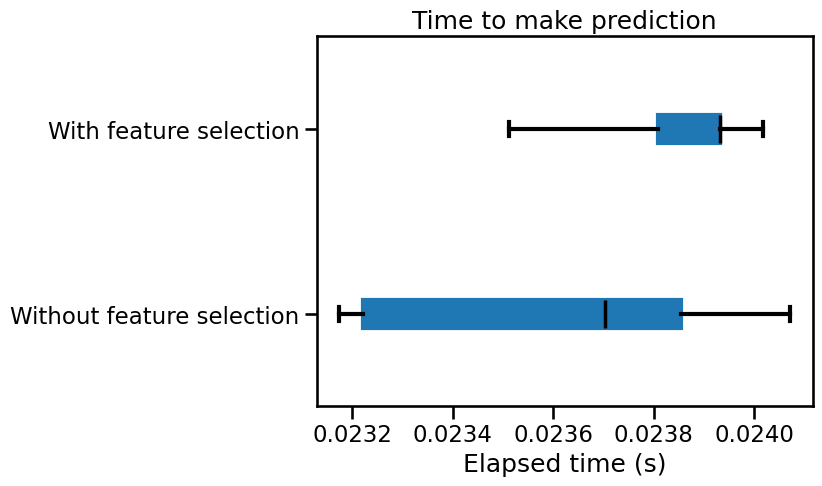 Time to make prediction
With feature selection
Without feature selection
0.0232 0.0234 0.0236 0.0238 0.0240
Elapsed time (s)